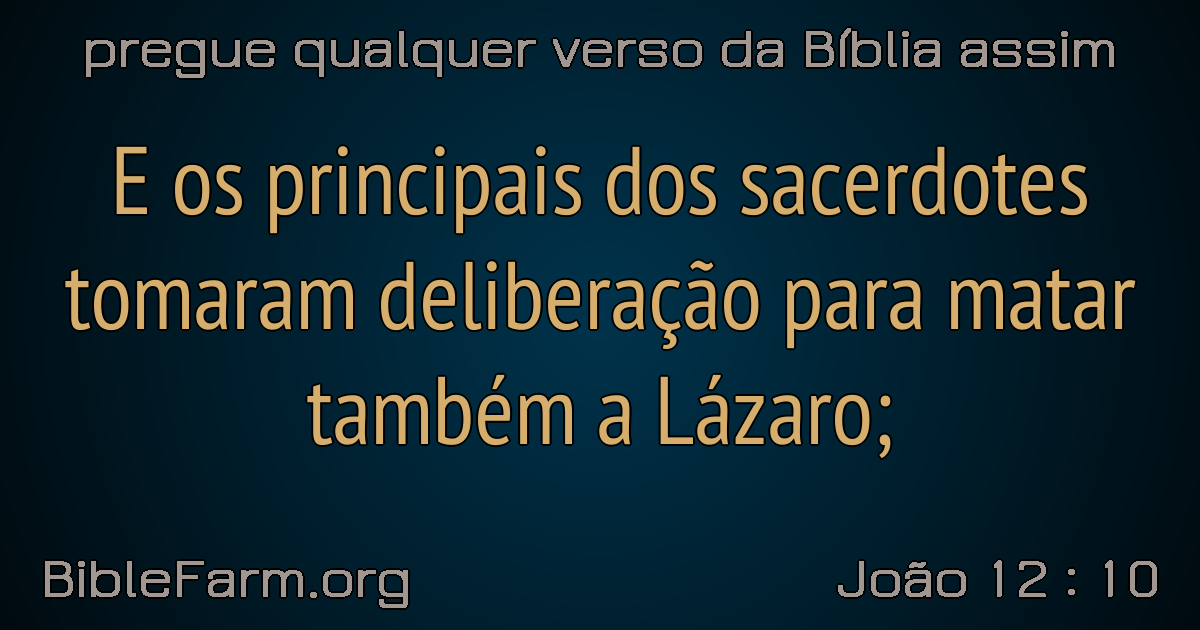 pregue qualquer verso da Bíblia assim
E os principais dos sacerdotes
tomaram deliberação para matar
também a Lázaro;
BibleFarm.org
João 12 : 10